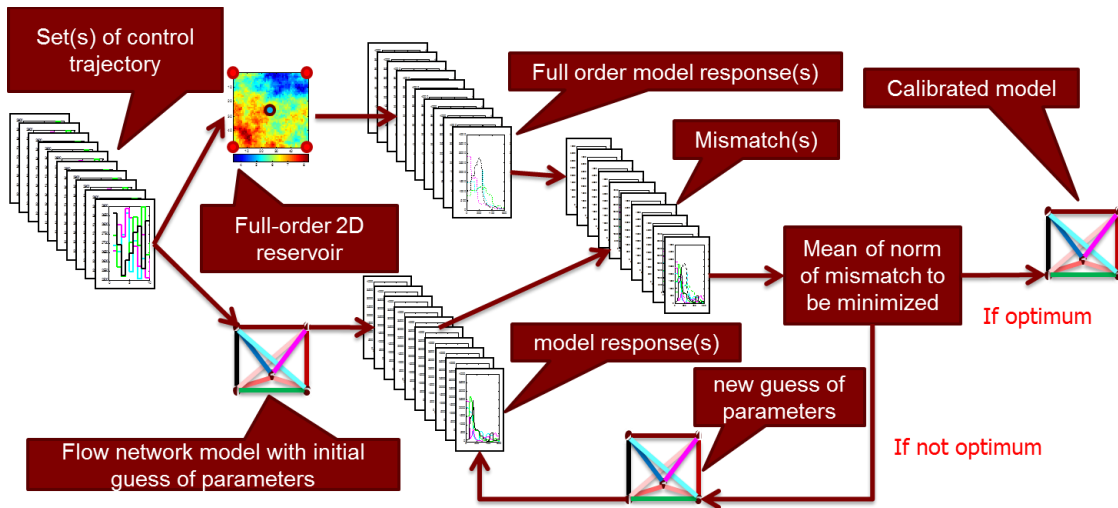 Set(s) of control
trajectory
Full order model response(s)
Calibrated model
Mismatch(s)
Full-order 2D
reservoir
Mean of norm
of mismatch to
be minimized
If optimum
model response(s)
new guess of
parameters
If not optimum
Flow network model with initial
guess of parameters